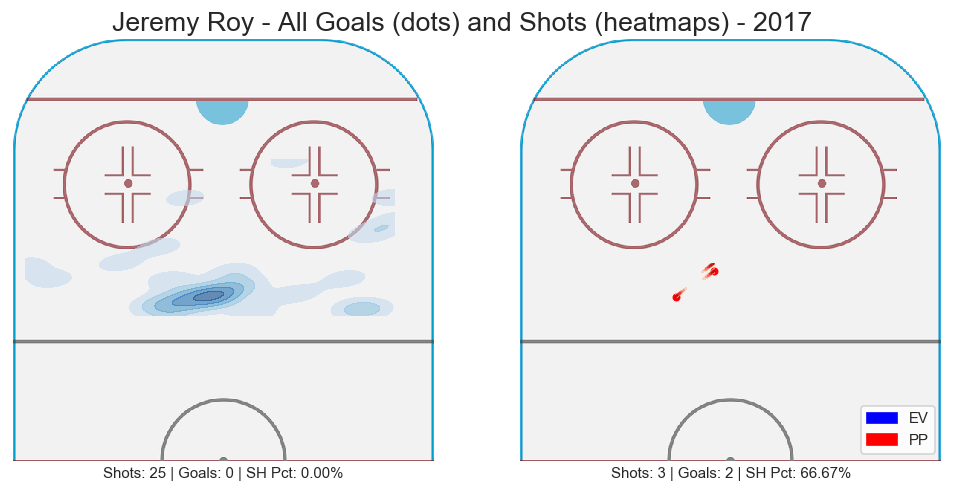 Jeremy Roy - All Goals (dots) and Shots (heatmaps) - 2017
EV
PP
Shots: 25 | Goals: 0 | SH Pct: 0.00%
Shots: 3 | Goals: 2 | SH Pct: 66.67%